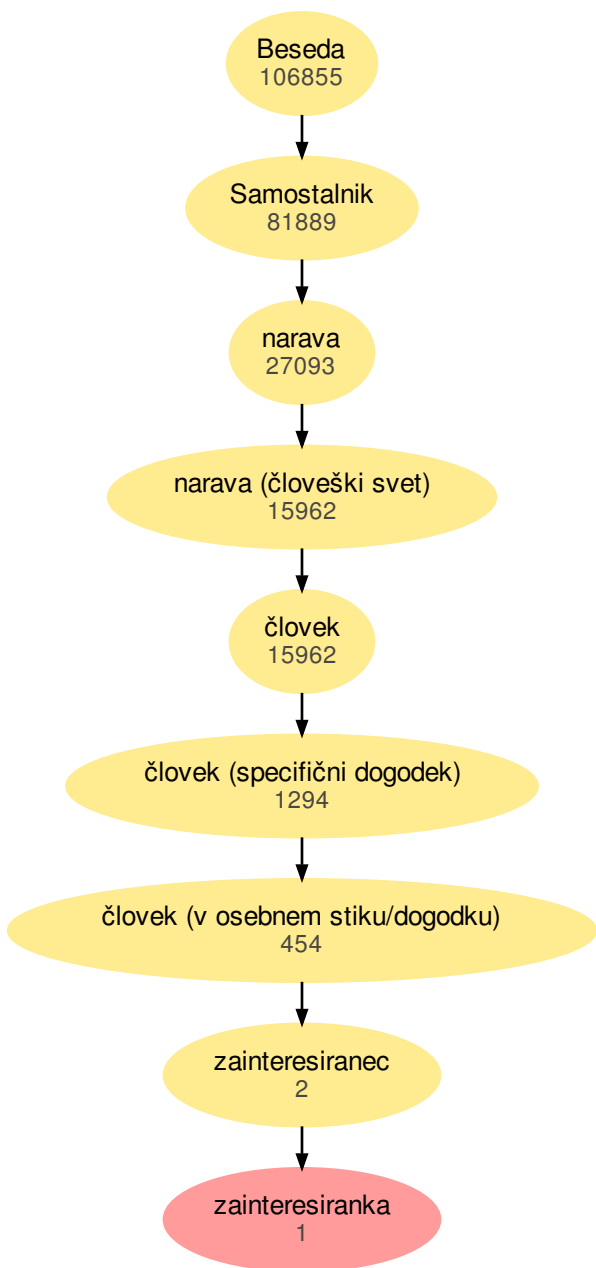 Beseda
106855
Samostalnik
81889
narava
27093
narava (človeški svet)
15962
človek
15962
človek (specifični dogodek)
1294
človek (v osebnem stiku/dogodku)
454
zainteresiranec
2
zainteresiranka
1